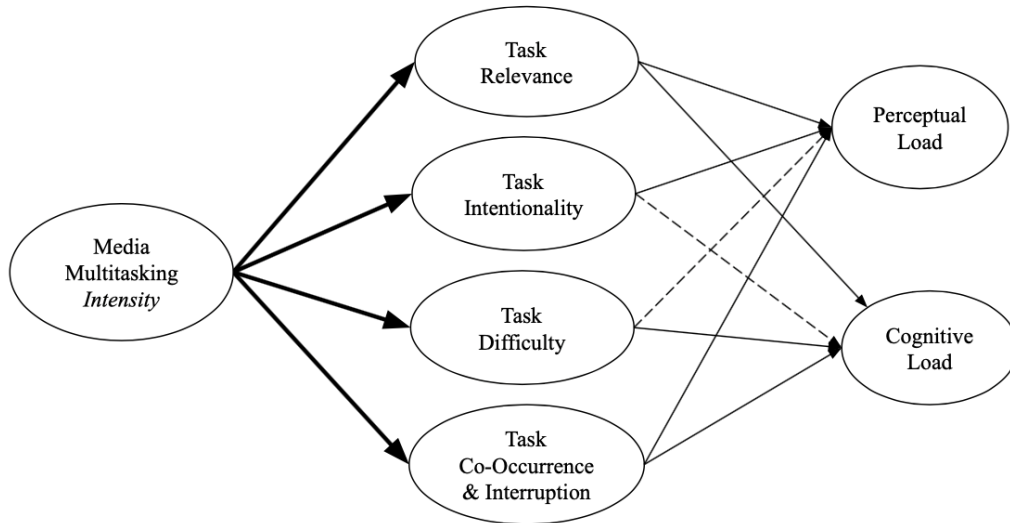 Media
Multitasking
Intensity
Task
Relevance
Task
Intentionality
Task
Difficulty
Task
Co-Occurrence
& Interruption
Perceptual
Load
Cognitive
Load